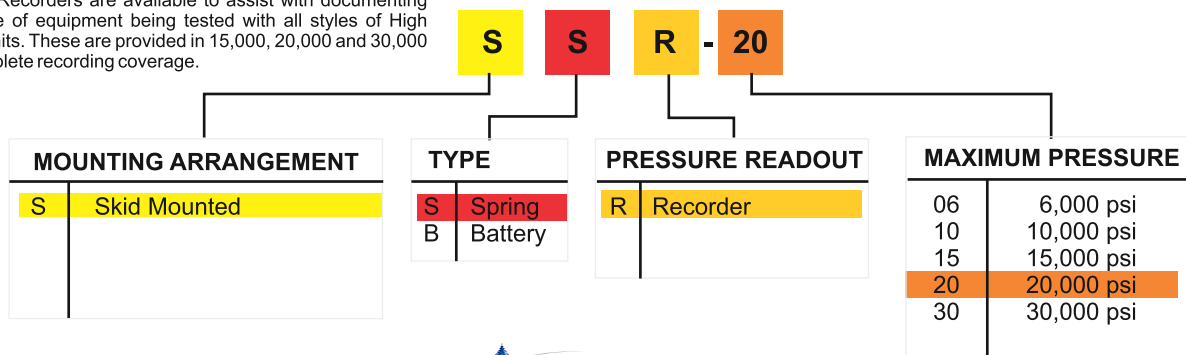 Recorders are available to assist with documenting
e of equipment being tested with all styles of High
its. These are provided in 15,000, 20,000 and 30,000
plete recording coverage.
S S R - 20
MOUNTING ARRANGEMENT
S Skid Mounted
TYPE
S Spring
B Battery
PRESSURE READOUT
R Recorder
MAXIMUM PRESSURE
06 6,000 psi
10 10,000 psi
15 15,000 psi
20 20,000 psi
30 30,000 psi